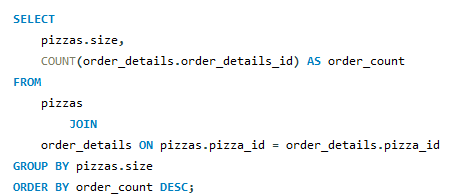 SELECT
    pizzas.size,
    COUNT(order_details.order_details_id) AS order_count
FROM
    pizzas
        JOIN
    order_details ON pizzas.pizza_id = order_details.pizza_id
GROUP BY pizzas.size
ORDER BY order_count DESC;